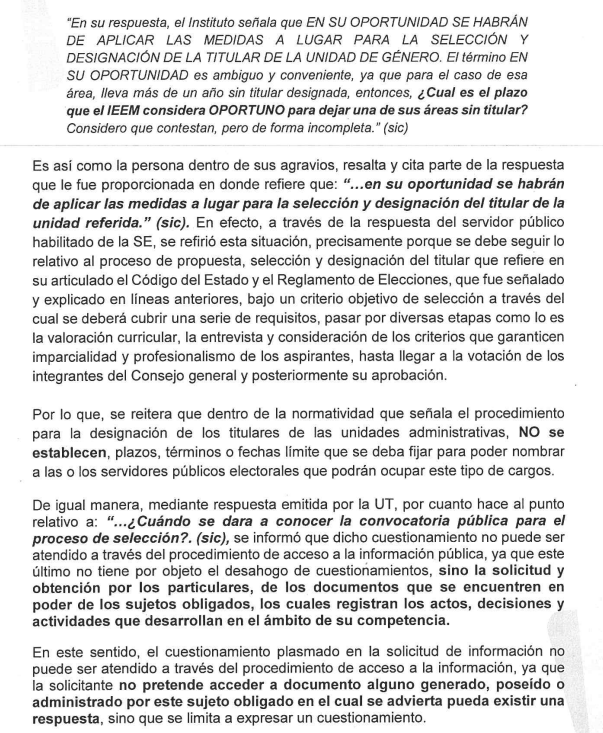 “En su respuesta, el Instituto señala que EN SU OPORTUNIDAD SE HABRÁN
DE APLICAR LAS MEDIDAS A LUGAR PARA LA SELECCIÓN Y
DESIGNACIÓN DE LA TITULAR DE LA UNIDAD DE GÉNERO. El término EN
SU OPORTUNIDAD es ambiguo y conveniente, ya que para el caso de esa
área, lleva más de un año sin titular designada, entonces, ¿Cual es el plazo
que el IEEM considera OPORTUNO para dejar una de sus áreas sin titular?
Considero que contestan, pero de forma incompleta.” (sic)
Es así como la persona dentro de sus agravios, resalta y cita parte de la respuesta
que le fue proporcionada en donde refiere que: “...en su oportunidad se habrán
de aplicar las medidas a lugar para la selección y designación del titular de la
unidad referida.” (sic). En efecto, a través de la respuesta del servidor público
habilitado de la SE, se refirió esta situación, precisamente porque se debe seguir lo
relativo al proceso de propuesta, selección y designación del titular que refiere en
su articulado el Código del Estado y el Reglamento de Elecciones, que fue señalado
y explicado en líneas anteriores, bajo un criterio objetivo de selección a través del
cual se deberá cubrir una serie de requisitos, pasar por diversas etapas como lo es
la valoración curricular, la entrevista y consideración de los criterios que garanticen
imparcialidad y profesionalismo de los aspirantes, hasta llegar a la votación de los
integrantes del Consejo general y posteriormente su aprobación.
Por lo que, se reitera que dentro de la normatividad que señala el procedimiento
para la designación de los titulares de las unidades administrativas, NO se
establecen, plazos, términos o fechas límite que se deba fijar para poder nombrar
a las o los servidores públicos electorales que podrán ocupar este tipo de cargos.
De igual manera, mediante respuesta emitida por la UT, por cuanto hace al punto
relativo a: “...¿Cuándo se dara a conocer la convocatoria pública para el
proceso de selección?. (sic), se informó que dicho cuestionamiento no puede ser
atendido a través del procedimiento de acceso a la información pública, ya que este
último no tiene por objeto el desahogo de cuestionamientos, sino la solicitud y
obtención por los particulares, de los documentos que se encuentren en
poder de los sujetos obligados, los cuales registran los actos, decisiones y
actividades que desarrollan en el ámbito de su competencia.
En este sentido, el cuestionamiento plasmado en la solicitud de información no
puede ser atendido a través del procedimiento de acceso a la información, ya que
la solicitante no pretende acceder a documento alguno generado, poseído o
administrado por este sujeto obligado en el cual se advierta pueda existir una
respuesta, sino que se limita a expresar un cuestionamiento.